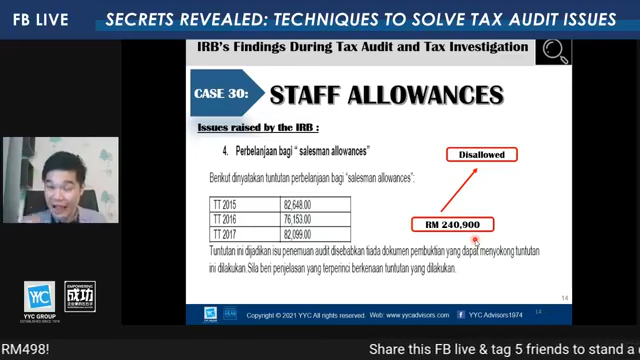 FB LIVE SECRETS REVEALED: TECHNIQUES TO SOLVE TAX AUDIT ISSUES
IRB's Findings During Tax Audit and Tax Investigation
CASE 30:
STAFF ALLOWANCES
Issues raised by the IRB :
4. Perbelanjaan bagi “ salesman allowances”
Disallowed
Berikut dinyatakan tuntutan perbelanjaan bagi “salesman allowances”:
TT 2015 82,648.00
TT 2016 76,153.00
TT 2017 82,099.00
RM 240,900
Tuntutan ini dijadikan isu penemuan audit disebabkan tiada dokumen pembuktian yang dapat menyokong tuntutan
ini dilakukan. Sila beri penjelasan yang terperinci berkenaan tuntutan yang dilakukan.
14
YYC
YYC GROUP
ESTABLISHED SINCE 1974
EMPOWERING
成功
Copyright © 2021 All rights reserved. Website: www.yycadvisors.com YYC Advisors1974 14
RM498! Share this FB live & tag 5 friends to stand a